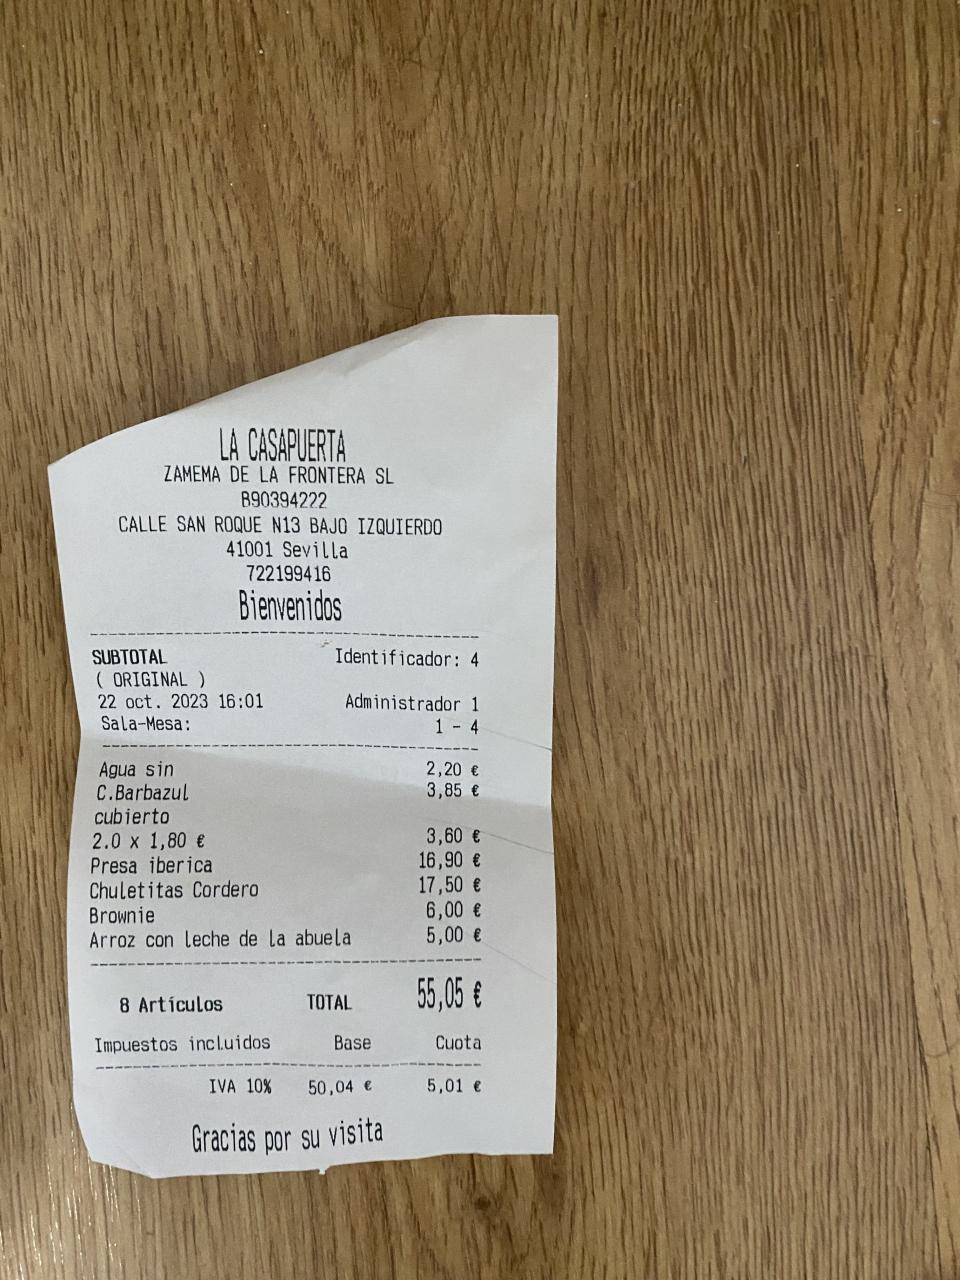 LA CASAPUERTA
ZAMEMA DE LA FRONTERA SL
B90394222
CALLE SAN ROQUE N13 BAJO IZQUIERDO
41001 Sevilla
722199416
Bienvenidos
SUBTOTAL Identificador: 4
( ORIGINAL )
22 oct. 2023 16:01 Administrador 1
Sala-Mesa: 1 - 4
Agua sin 2,20 €
C.Barbazul 3,85 €
cubierto
2.0 x 1,80 € 3,60 €
Presa iberica 16,90 €
Chuletitas Cordero 17,50 €
Brownie 6,00 €
Arroz con leche de la abuela 5,00 €
8 Artículos TOTAL 55,05 €
Impuestos incluidos Base Cuota
IVA 10% 50,04 € 5,01 €
Gracias por su visita